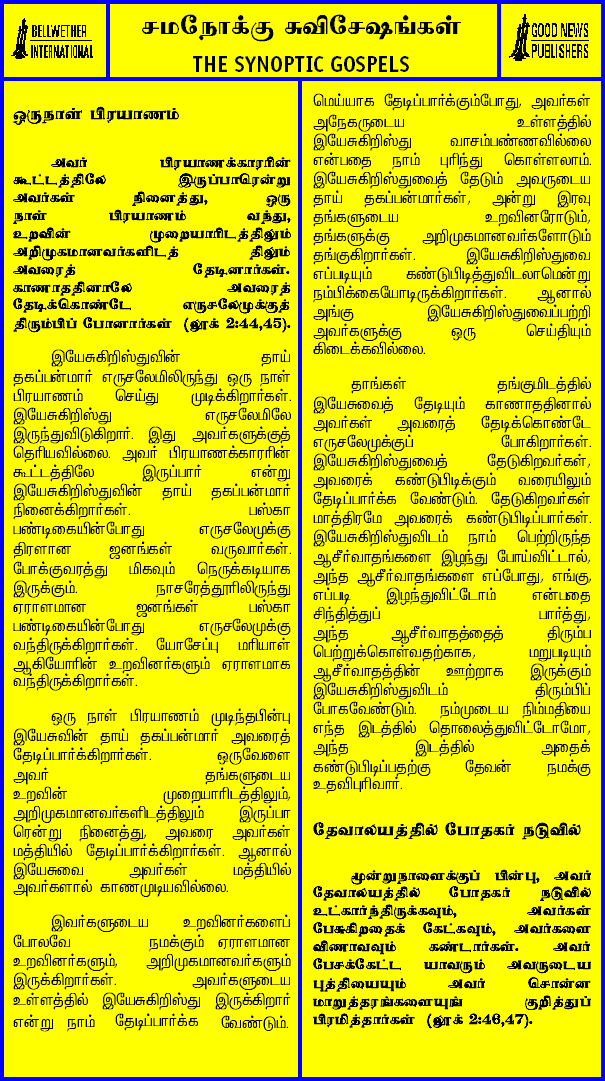 BELLWETHER
INTERNATIONAL
சமநோக்கு சுவிசேஷங்கள்
THE SYNOPTIC GOSPELS
GOOD NEWS
PUBLISHERS
ஒருநாள் பிரயாணம்
அவர் பிரயாணக்காரரின்
கூட்டத்திலே இருப்பாரென்று
அவர்கள் நினைத்து, ஒரு
நாள் பிரயாணம் வந்து,
உறவின் முறையாரிடத்திலும்
அறிமுகமானவர்களிடத் திலும்
அவரைத் தேடினார்கள்.
காணாததினாலே அவரைத்
தேடிக்கொண்டே எருசலேமுக்குத்
திரும்பிப் போனார்கள் (லூக் 2:44,45).
இயேசுகிறிஸ்துவின் தாய்
தகப்பன்மார் எருசலேமிலிருந்து ஒரு நாள்
பிரயாணம் செய்து முடிக்கிறார்கள்.
இயேசுகிறிஸ்து எருசலேமிலே
இருந்துவிடுகிறார். இது அவர்களுக்குத்
தெரியவில்லை. அவர் பிரயாணக்காரரின்
கூட்டத்திலே இருப்பார் என்று
இயேசுகிறிஸ்துவின் தாய் தகப்பன்மார்
நினைக்கிறார்கள். பஸ்கா
பண்டிகையின்போது எருசலேமுக்கு
திரளான ஜனங்கள் வருவார்கள்.
போக்குவரத்து மிகவும் நெருக்கடியாக
இருக்கும். நாசரேத்தூரிலிருந்து
ஏராளமான ஜனங்கள் பஸ்கா
பண்டிகையின்போது எருசலேமுக்கு
வந்திருக்கிறார்கள். யோசேப்பு மரியாள்
ஆகியோரின் உறவினர்களும் ஏராளமாக
வந்திருக்கிறார்கள்.
ஒரு நாள் பிரயாணம் முடிந்தபின்பு
இயேசுவின் தாய் தகப்பன்மார் அவரைத்
தேடிப்பார்க்கிறார்கள். ஒருவேளை
அவர் தங்களுடைய
உறவின் முறையாரிடத்திலும்,
அறிமுகமானவர்களிடத்திலும் இருப்பா
ரென்று நினைத்து, அவரை அவர்கள்
மத்தியில் தேடிப்பார்க்கிறார்கள். ஆனால்
இயேசுவை அவர்கள் மத்தியில்
அவர்களால் காணமுடியவில்லை.
இவர்களுடைய உறவினர்களைப்
போலவே நமக்கும் ஏராளமான
உறவினர்களும், அறிமுகமானவர்களும்
இருக்கிறார்கள். அவர்களுடைய
உள்ளத்தில் இயேசுகிறிஸ்து இருக்கிறார்
என்று நாம் தேடிப்பார்க்க வேண்டும்.
மெய்யாக தேடிப்பார்க்கும்போது, அவர்கள்
அநேகருடைய உள்ளத்தில்
இயேசுகிறிஸ்து வாசம்பண்ணவில்லை
என்பதை நாம் புரிந்து கொள்ளலாம்.
இயேசுகிறிஸ்துவைத் தேடும் அவருடைய
தாய் தகப்பன்மார்கள், அன்று இரவு
தங்களுடைய உறவினரோடும்,
தங்களுக்கு அறிமுகமானவர்களோடும்
தங்குகிறார்கள். இயேசுகிறிஸ்துவை
எப்படியும் கண்டுபிடித்துவிடலாமென்று
நம்பிக்கையோடிருக்கிறார்கள். ஆனால்
அங்கு இயேசுகிறிஸ்துவைப்பற்றி
அவர்களுக்கு ஒரு செய்தியும்
கிடைக்கவில்லை.
தாங்கள் தங்குமிடத்தில்
இயேசுவைத் தேடியும் காணாததினால்
அவர்கள் அவரைத் தேடிக்கொண்டே
எருசலேமுக்குப் போகிறார்கள்.
இயேசுகிறிஸ்துவைத் தேடுகிறவர்கள்,
அவரைக் கண்டுபிடிக்கும் வரையிலும்
தேடிப்பார்க்க வேண்டும். தேடுகிறவர்கள்
மாத்திரமே அவரைக் கண்டுபிடிப்பார்கள்.
இயேசுகிறிஸ்துவிடம் நாம் பெற்றிருந்த
ஆசீர்வாதங்களை இழந்து போய்விட்டால்,
அந்த ஆசீர்வாதங்களை எப்போது, எங்கு,
எப்படி இழந்துவிட்டோம் என்பதை
சிந்தித்துப் பார்த்து,
அந்த ஆசீர்வாதத்தைத் திரும்ப
பெற்றுக்கொள்வதற்காக, மறுபடியும்
ஆசீர்வாதத்தின் ஊற்றாக இருக்கும்
இயேசுகிறிஸ்துவிடம் திரும்பிப்
போகவேண்டும். நம்முடைய நிம்மதியை
எந்த இடத்தில் தொலைத்துவிட்டோமோ,
அந்த இடத்தில் அதைக்
கண்டுபிடிப்பதற்கு தேவன் நமக்கு
உதவிபுரிவார்.
தேவாலயத்தில் போதகர் நடுவில்
மூன்றுநாளைக்குப் பின்பு, அவர்
தேவாலயத்தில் போதகர் நடுவில்
உட்கார்ந்திருக்கவும், அவர்கள்
பேசுகிறதைக் கேட்கவும், அவர்களை
வினாவவும் கண்டார்கள். அவர்
பேசக்கேட்ட யாவரும் அவருடைய
புத்தியையும் அவர் சொன்ன
மாறுத்தரங்களையுங் குறித்துப்
பிரமித்தார்கள் (லூக் 2:46,47).